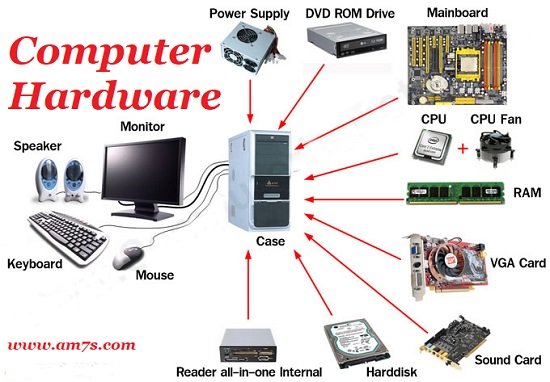 Computer
Hardware
Power Supply
DVD ROM Drive
Mainboard
Monitor
Speaker
CPU
+
CPU Fan
RAM
Case
Keyboard
Mouse
VGA Card
www.am7s.com
Reader all-in-one Internal
Harddisk
Sound Card